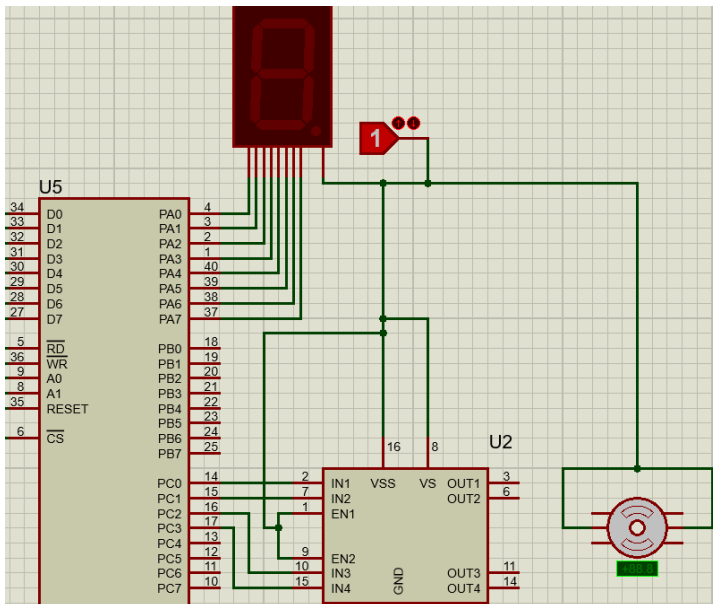 1
U5
34 D0 PA0 4
33 D1 PA1 3
32 D2 PA2 2
31 D3 PA3 1
30 D4 PA4 40
29 D5 PA5 39
28 D6 PA6 38
27 D7 PA7 37
5 RD PB0 18
36 WR PB1 19
9 A0 PB2 20
8 A1 PB3 21
35 RESET PB4 22
PB5 23
6 CS PB6 24
PB7 25
16 8 U2
PC0 14 2 IN1 VSS VS OUT1 3
PC1 15 7 IN2 OUT2 6
PC2 16 1 EN1
PC3 17
PC4 13
PC5 12 9 EN2
PC6 11 10 IN3 GND OUT3 11
PC7 10 15 IN4 OUT4 14
+88.8